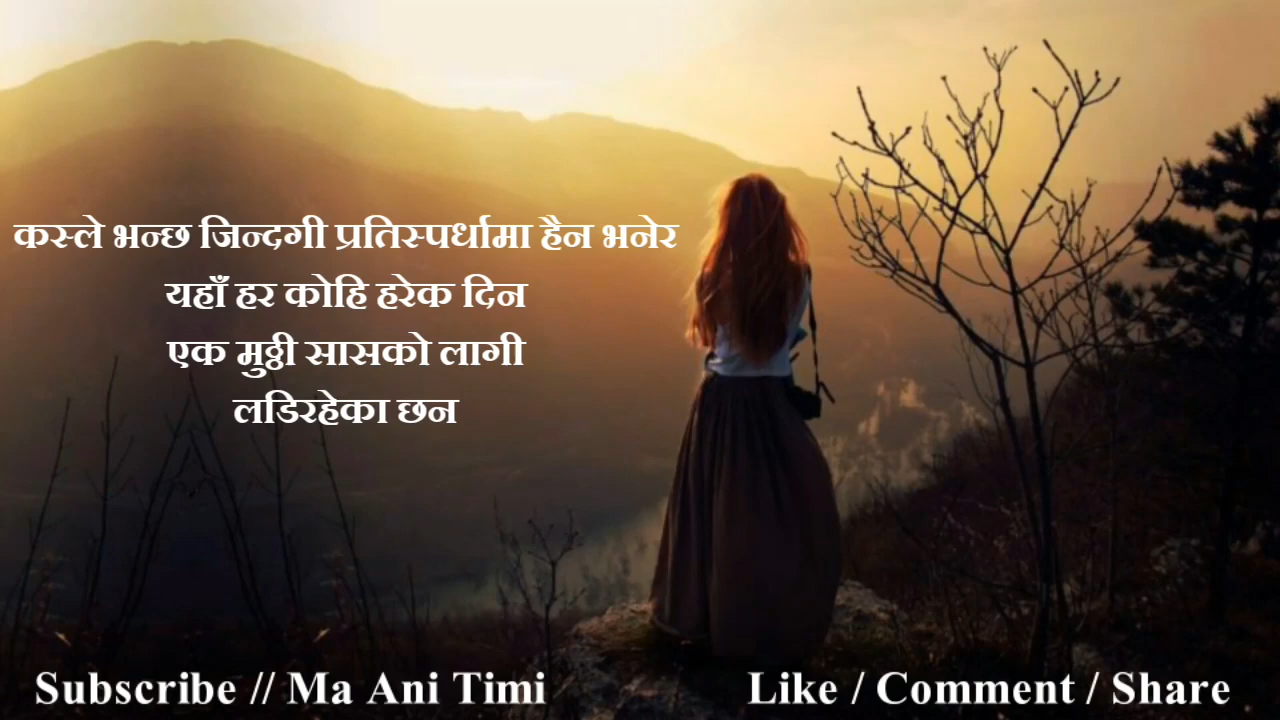 कस्ले भन्छ जिन्दगी प्रतिस्पर्धामा हैन भनेर
यहाँ हर कोहि हरेक दिन
एक मुठ्ठी सासको लागी
लडिरहेका छन
Subscribe // Ma Ani Timi
Like / Comment / Share